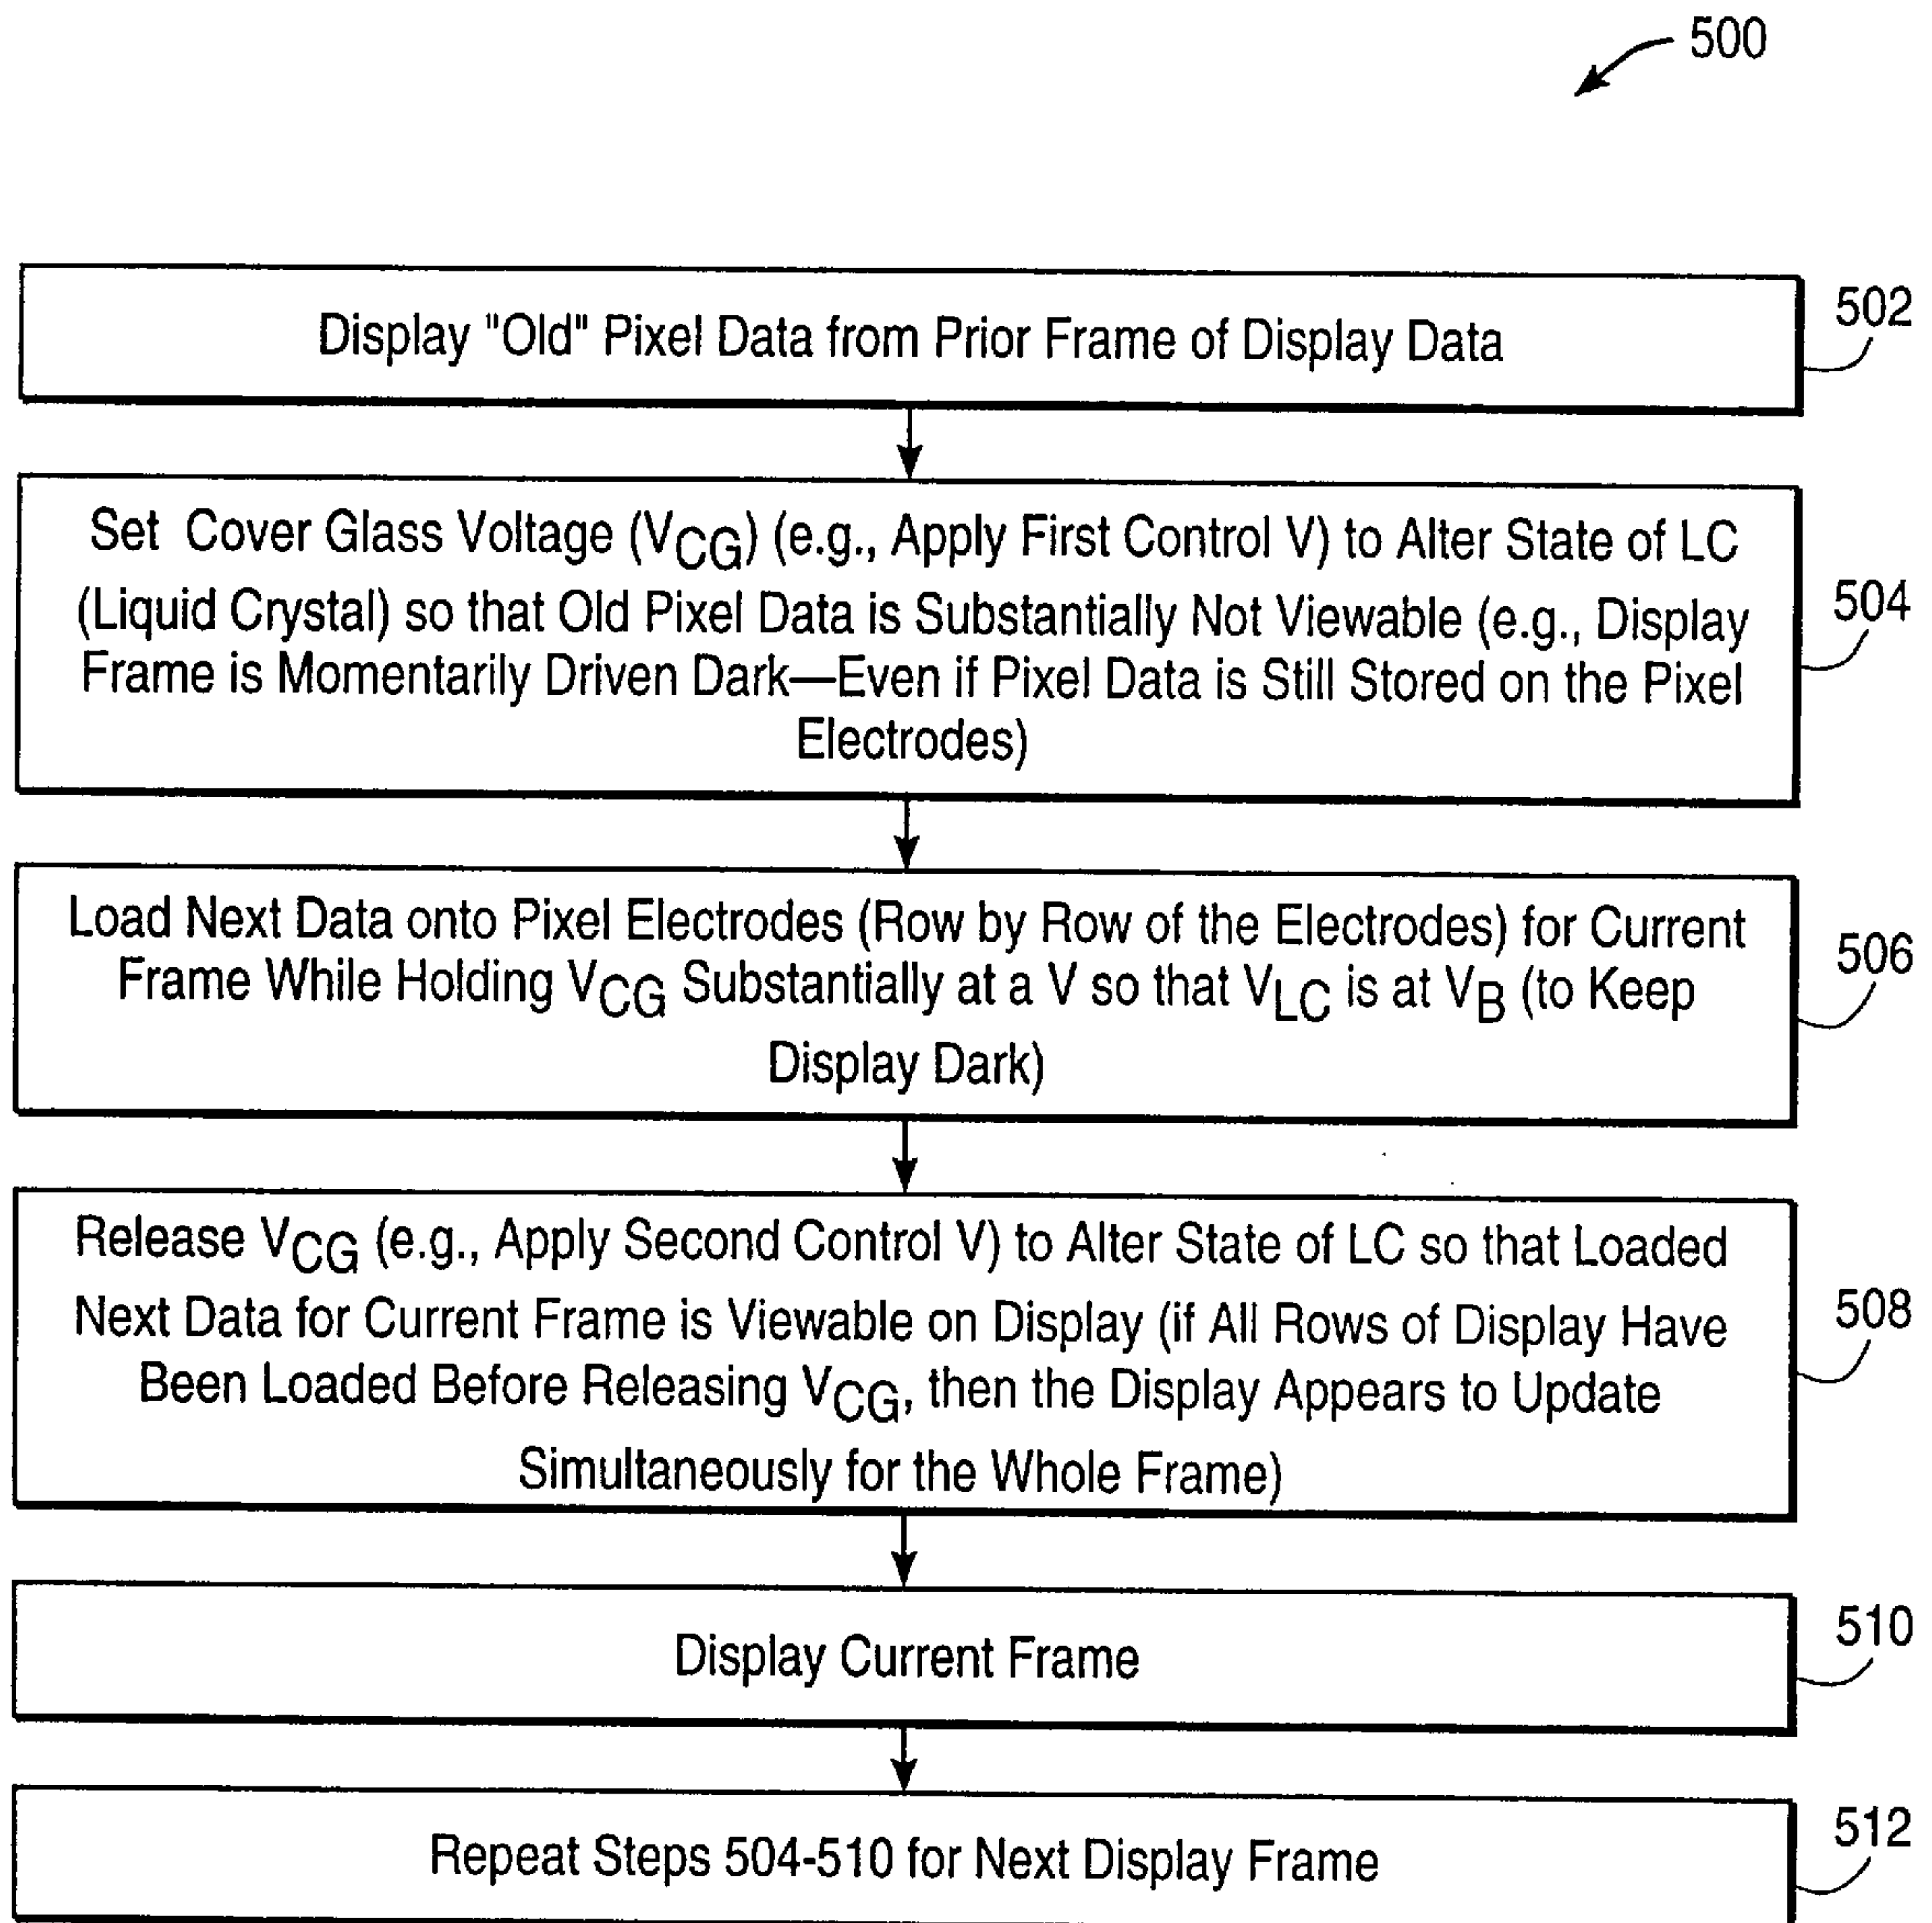 500
Display "Old" Pixel Data from Prior Frame of Display Data
502
Set Cover Glass Voltage (VCG) (e.g., Apply First Control V) to Alter State of LC
(Liquid Crystal) so that Old Pixel Data is Substantially Not Viewable (e.g., Display
Frame is Momentarily Driven Dark—Even if Pixel Data is Still Stored on the Pixel
Electrodes)
504
Load Next Data onto Pixel Electrodes (Row by Row of the Electrodes) for Current
Frame While Holding VCG Substantially at a V so that VLC is at VB (to Keep
Display Dark)
506
Release VCG (e.g., Apply Second Control V) to Alter State of LC so that Loaded
Next Data for Current Frame is Viewable on Display (if All Rows of Display Have
Been Loaded Before Releasing VCG, then the Display Appears to Update
Simultaneously for the Whole Frame)
508
Display Current Frame
510
Repeat Steps 504-510 for Next Display Frame
512